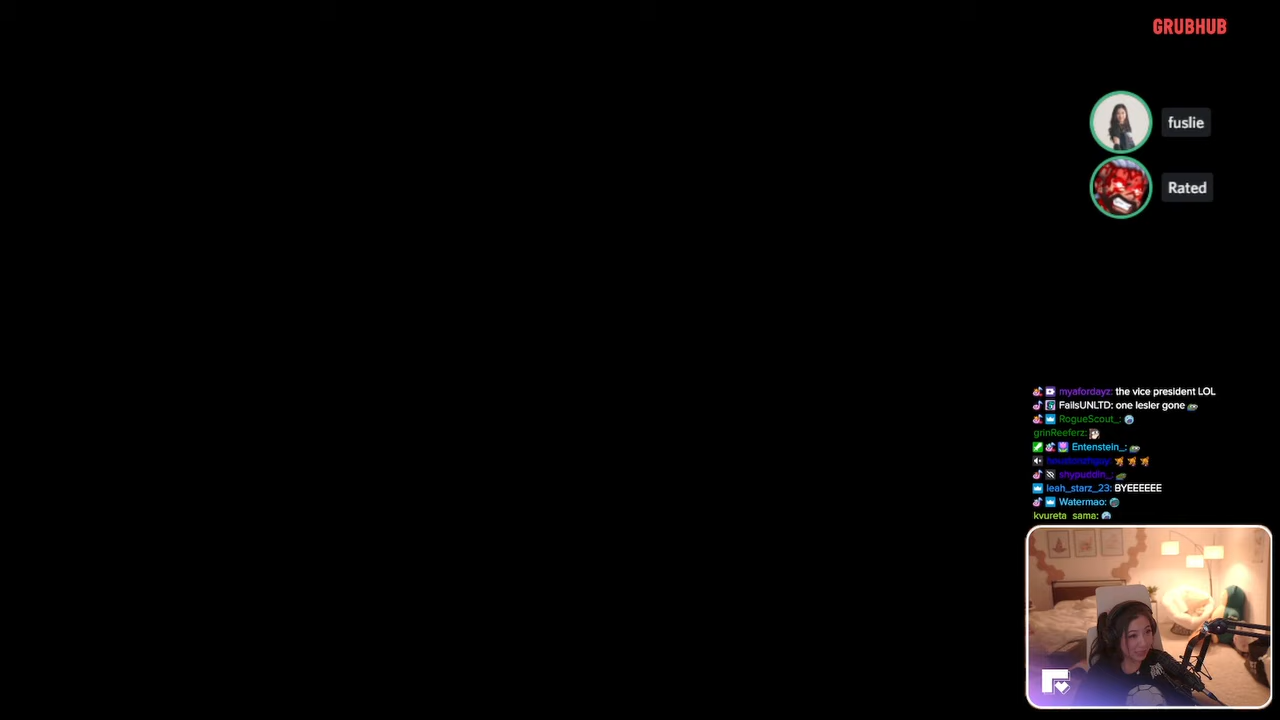 GRUBHUB
fuslie
Rated
myafordayz: the vice president LOL
FailsUNLTD: one lesler gone
RogueScout_:
grinReeferz:
Entenstein_:
shypuddin_:
leah_starz_23: BYEEEEEE
Watermao:
kvureta_sama: